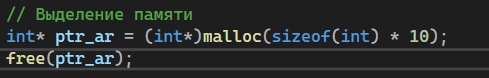 // Выделение памяти
int* ptr_ar = (int*)malloc(sizeof(int) * 10);
free(ptr_ar);